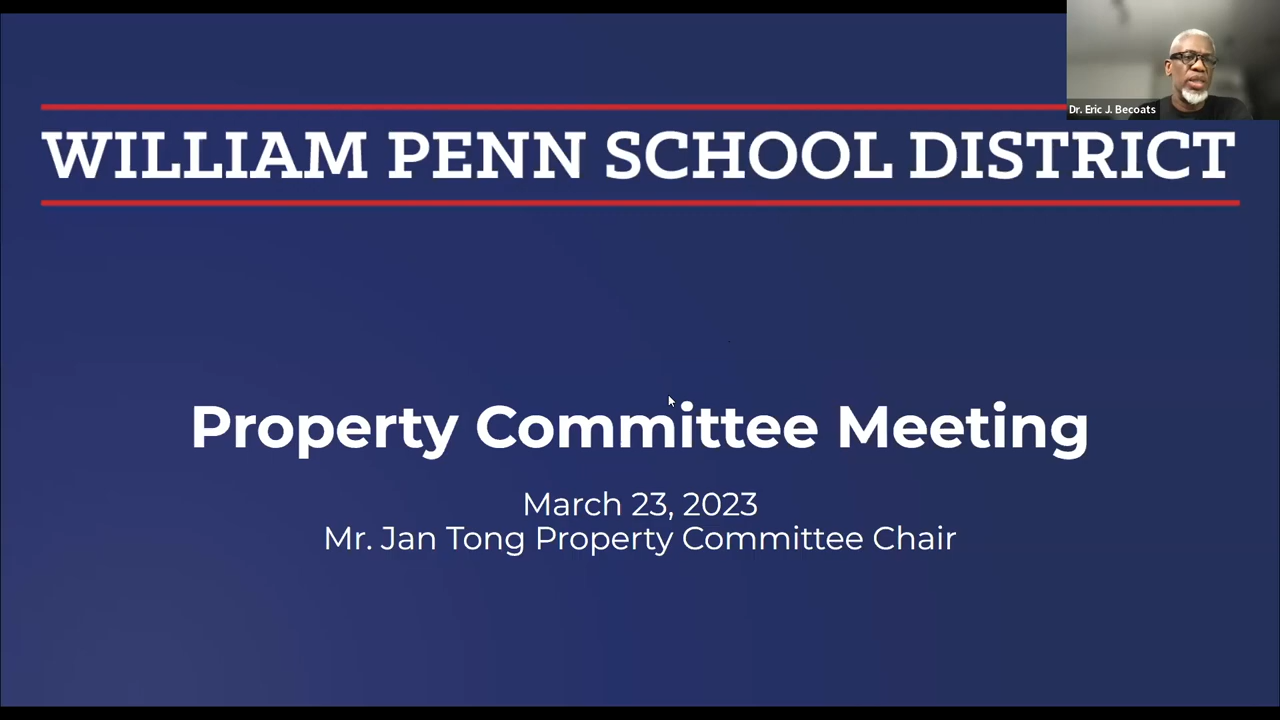 Dr. Eric J. Becoats
WILLIAM PENN SCHOOL DISTRICT
Property Committee Meeting
March 23, 2023
Mr. Jan Tong Property Committee Chair